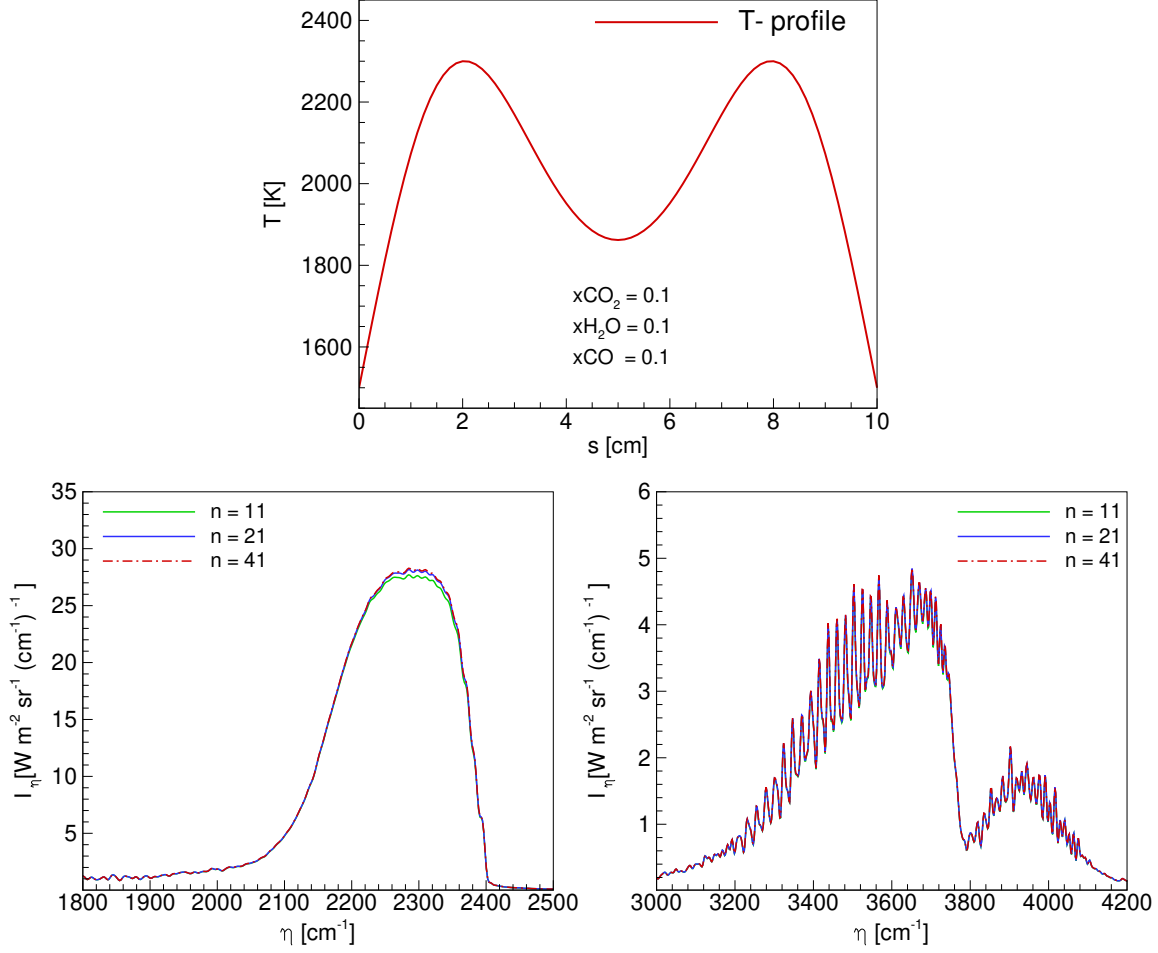 T- profile
T [K]
2400
2200
2000
1800
1600
xCO₂ = 0.1
xH₂O = 0.1
xCO = 0.1
0 2 4 6 8 10
s [cm]
n = 11
n = 21
n = 41
I η[W m⁻² sr⁻¹ (cm⁻¹) ⁻¹ ]
35
30
25
20
15
10
5
1800 1900 2000 2100 2200 2300 2400 2500
η [cm⁻¹]
n = 11
n = 21
n = 41
I η[W m⁻² sr⁻¹ (cm⁻¹) ⁻¹ ]
6
5
4
3
2
1
0
3000 3200 3400 3600 3800 4000 4200
η [cm⁻¹]